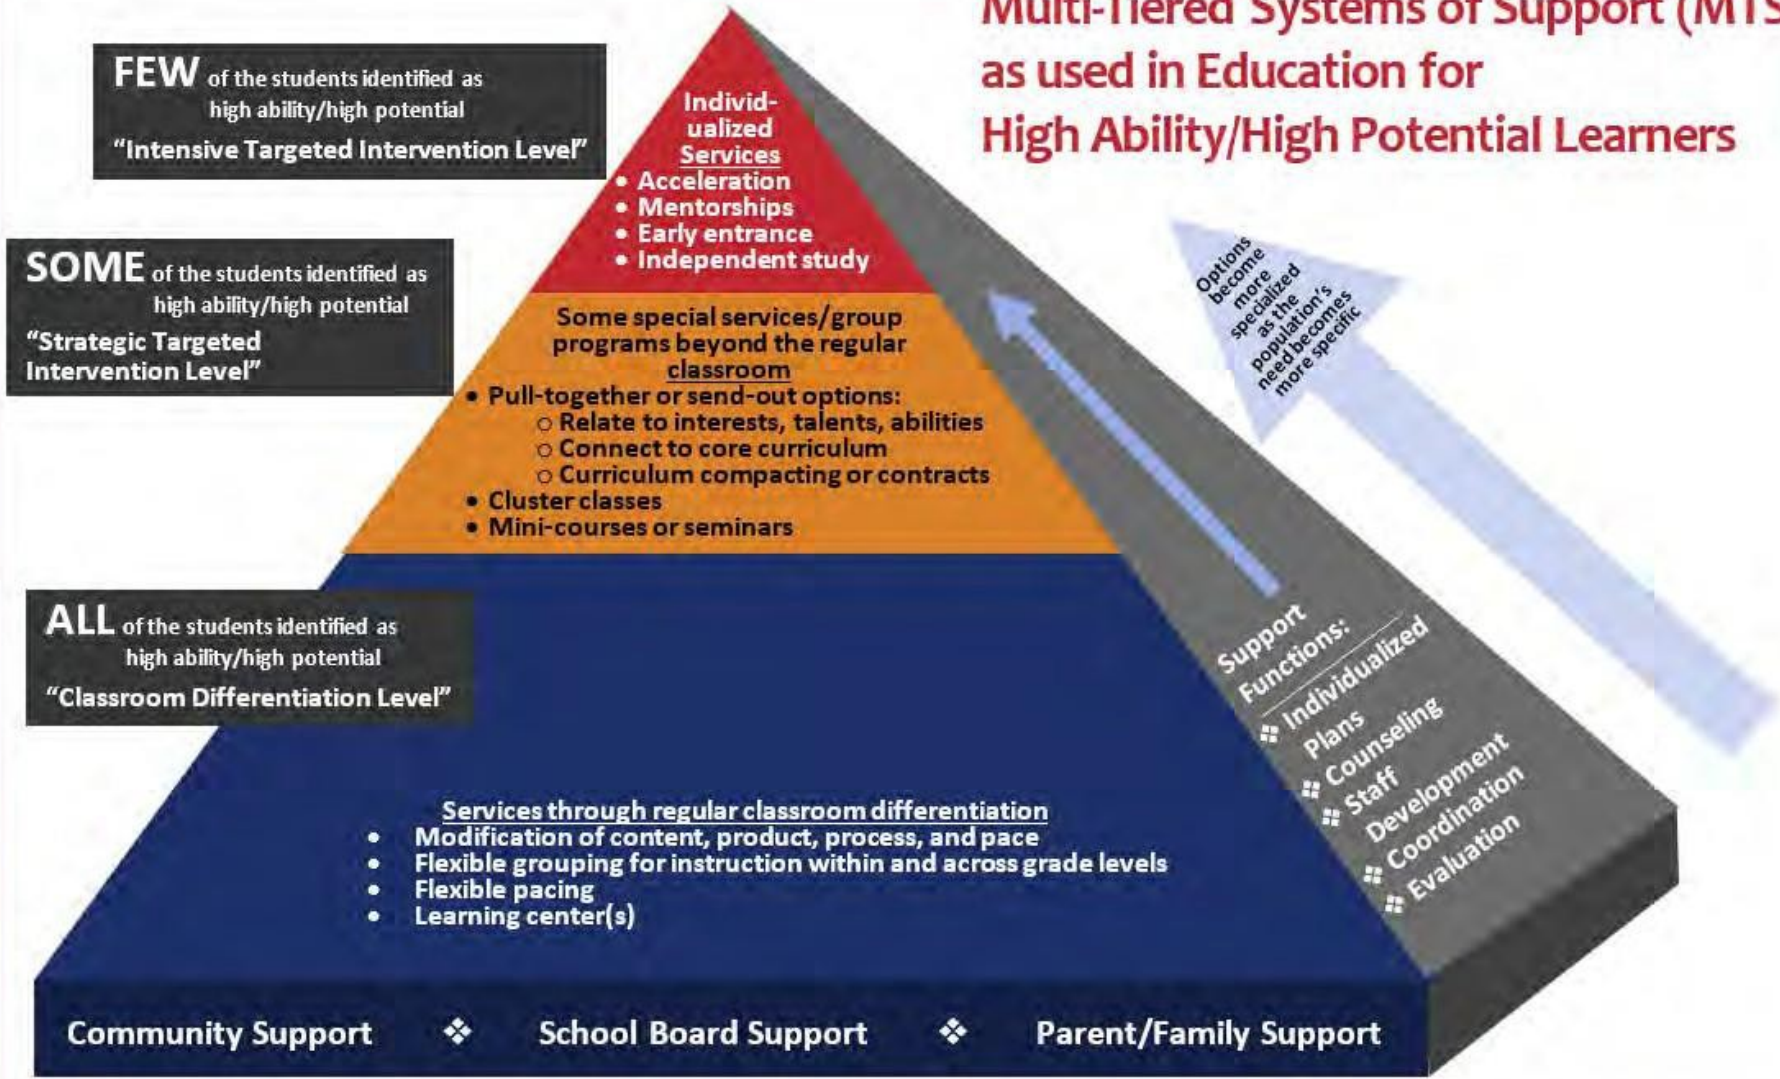 Multi-Tiered Systems of Support (MTS
as used in Education for
High Ability/High Potential Learners
FEW of the students identified as
high ability/high potential
“Intensive Targeted Intervention Level”
Individ-
ualized
Services
• Acceleration
• Mentorships
• Early entrance
• Independent study
SOME of the students identified as
high ability/high potential
“Strategic Targeted
Intervention Level”
Some special services/group
programs beyond the regular
classroom
• Pull-together or send-out options:
o Relate to interests, talents, abilities
o Connect to core curriculum
o Curriculum compacting or contracts
• Cluster classes
• Mini-courses or seminars
Options
become
more
specialized
as the
population's
need becomes
more specific
ALL of the students identified as
high ability/high potential
“Classroom Differentiation Level”
Services through regular classroom differentiation
• Modification of content, product, process, and pace
• Flexible grouping for instruction within and across grade levels
• Flexible pacing
• Learning center(s)
Support
Functions:
❖ Individualized
Plans
❖ Counseling
❖ Staff
Development
❖ Coordination
❖ Evaluation
Community Support ❖ School Board Support ❖ Parent/Family Support